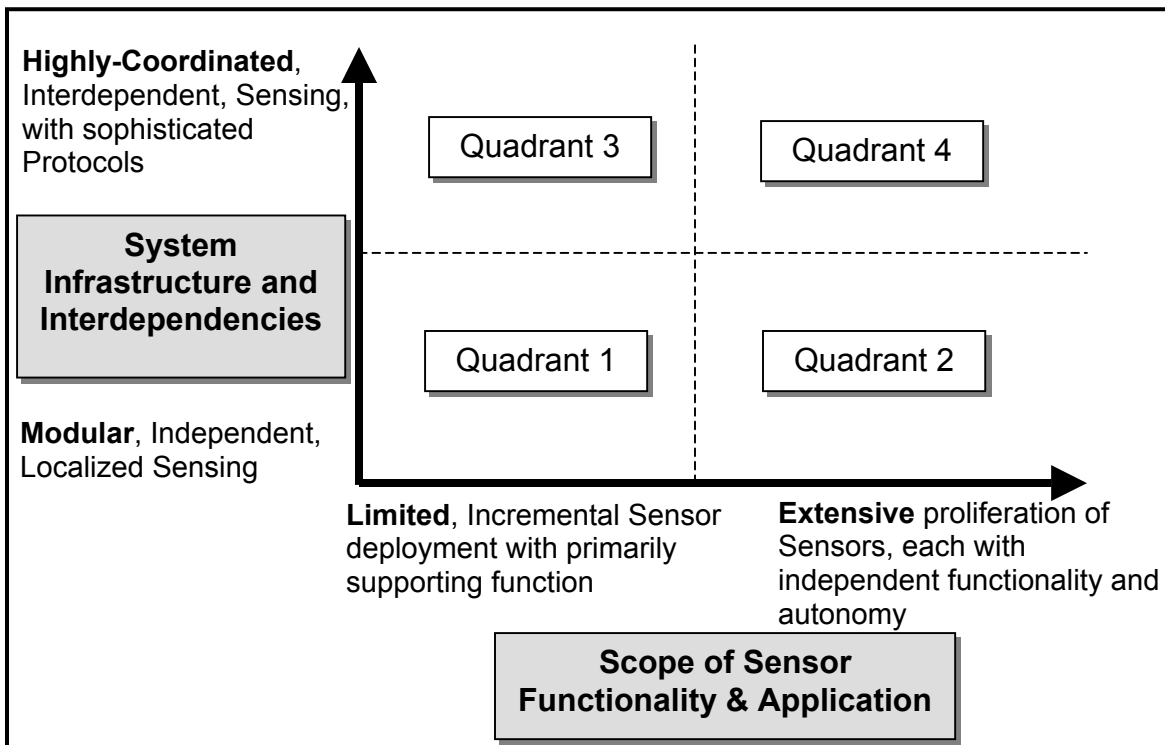 Highly-Coordinated,
Interdependent, Sensing,
with sophisticated
Protocols
Quadrant 3
Quadrant 4
System
Infrastructure and
Interdependencies
Quadrant 1
Quadrant 2
Modular, Independent,
Localized Sensing
Limited, Incremental Sensor
deployment with primarily
supporting function
Extensive proliferation of
Sensors, each with
independent functionality and
autonomy
Scope of Sensor
Functionality & Application